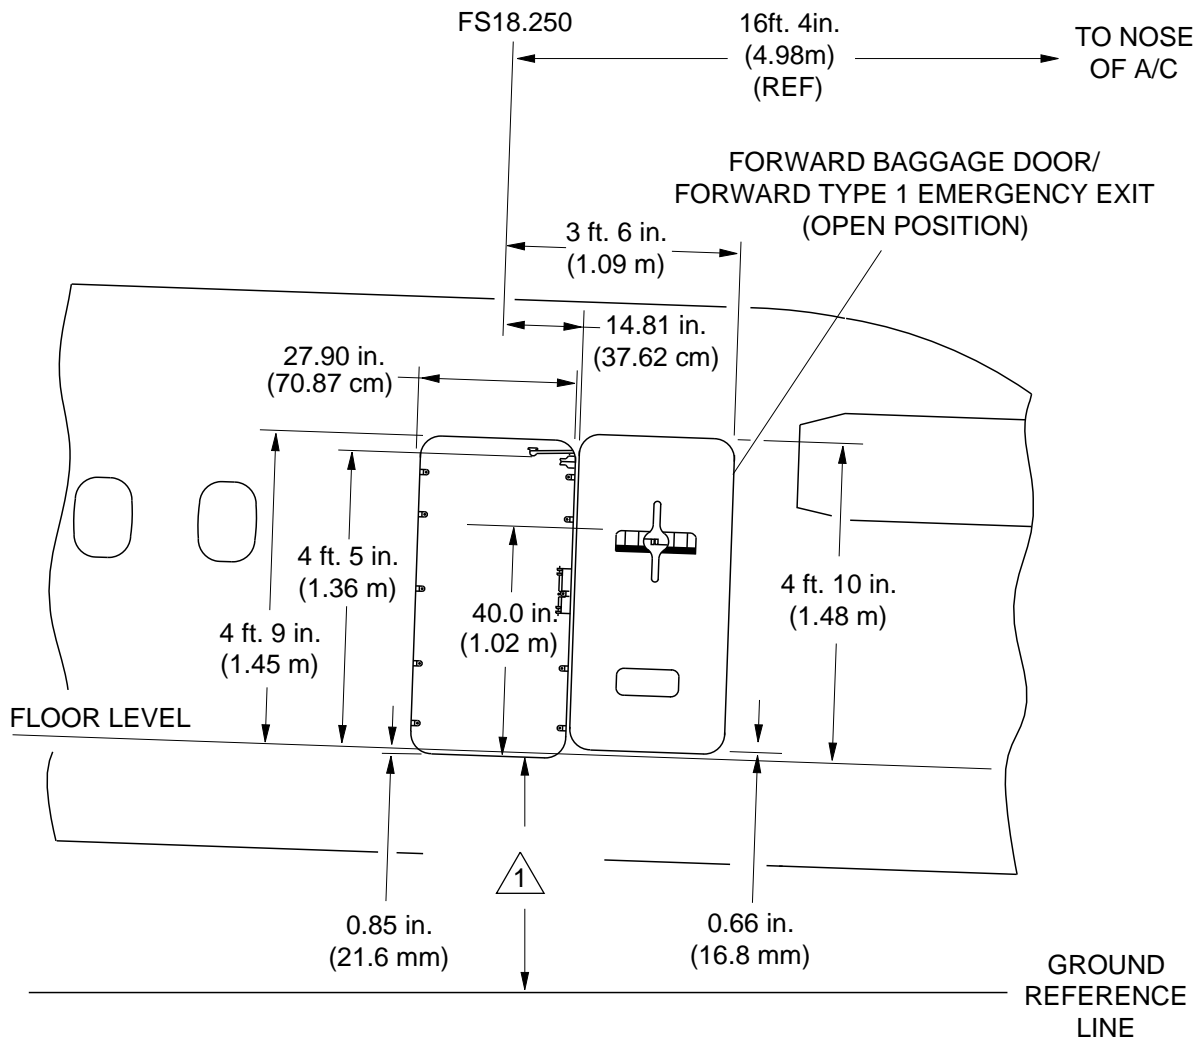 FS18.250
16ft. 4in.
(4.98m)
(REF)
TO NOSE
OF A/C
FORWARD BAGGAGE DOOR/
FORWARD TYPE 1 EMERGENCY EXIT
(OPEN POSITION)
3 ft. 6 in.
(1.09 m)
14.81 in.
(37.62 cm)
27.90 in.
(70.87 cm)
4 ft. 5 in.
(1.36 m)
4 ft. 10 in.
(1.48 m)
40.0 in.
(1.02 m)
4 ft. 9 in.
(1.45 m)
FLOOR LEVEL
1
0.85 in.
(21.6 mm)
0.66 in.
(16.8 mm)
GROUND
REFERENCE
LINE